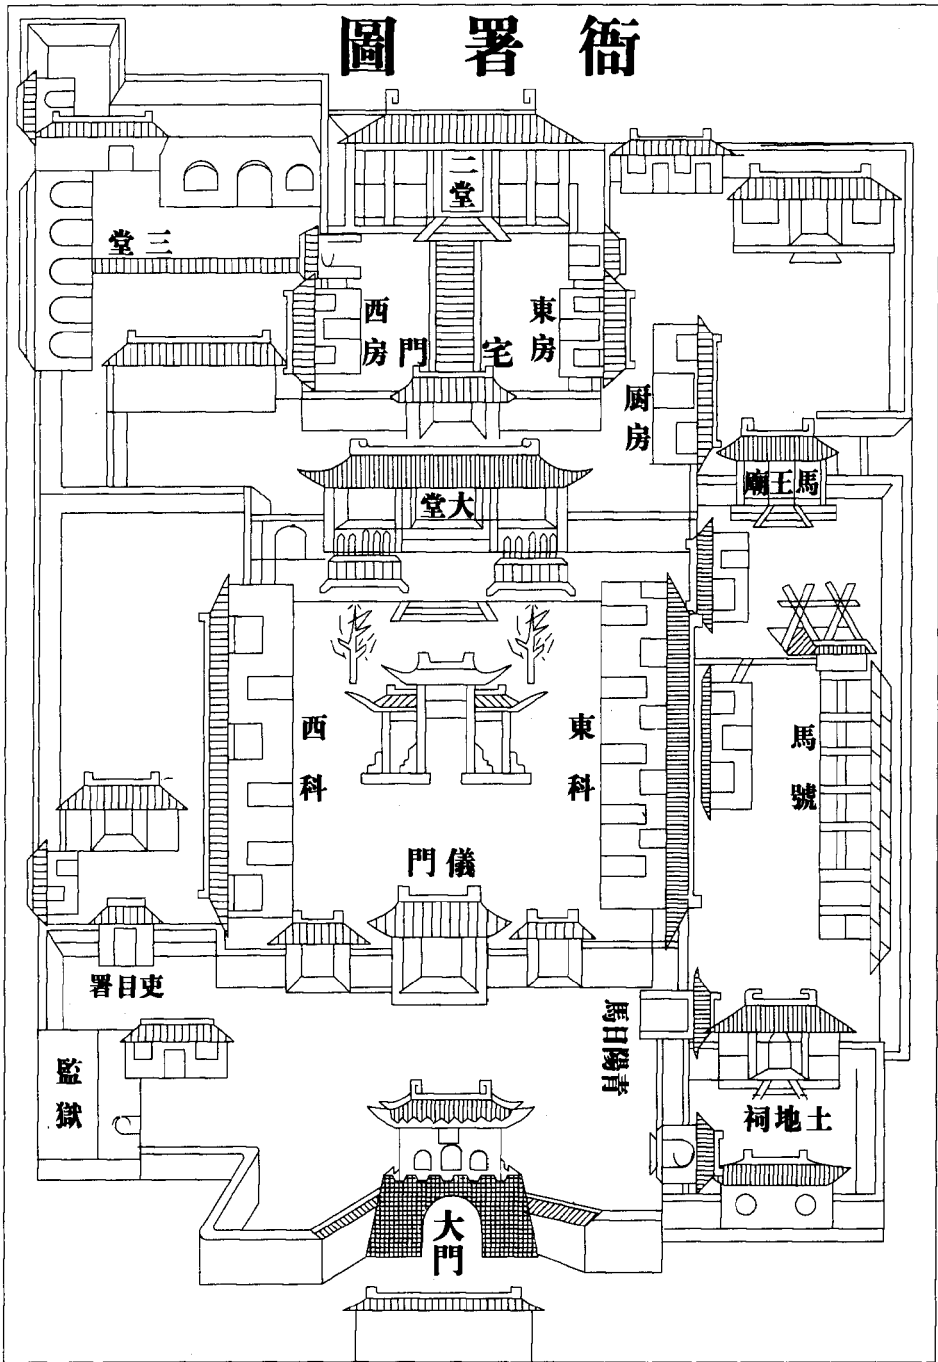 衙署圖
二堂
三堂
東房
西房
宅門
厨房
馬王廟
大堂
東科
西科
馬號
儀門
吏目署
監獄
土地祠
大門